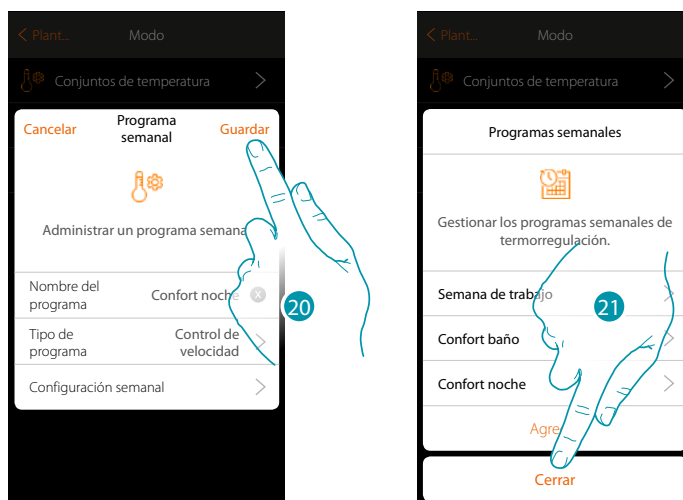 Plant... Modo
Conjuntos de temperatura
Cancelar Programa semanal Guardar
Administrar un programa
Nombre del programa Confort noche
Tipo de programa Control de velocidad
Configuración semanal
20
Plant... Modo
Conjuntos de temperatura
Programas semanales
Gestionar los programas semanales de
termorregulación.
Semana de trabajo
21
Confort baño
Confort noche
Cerrar